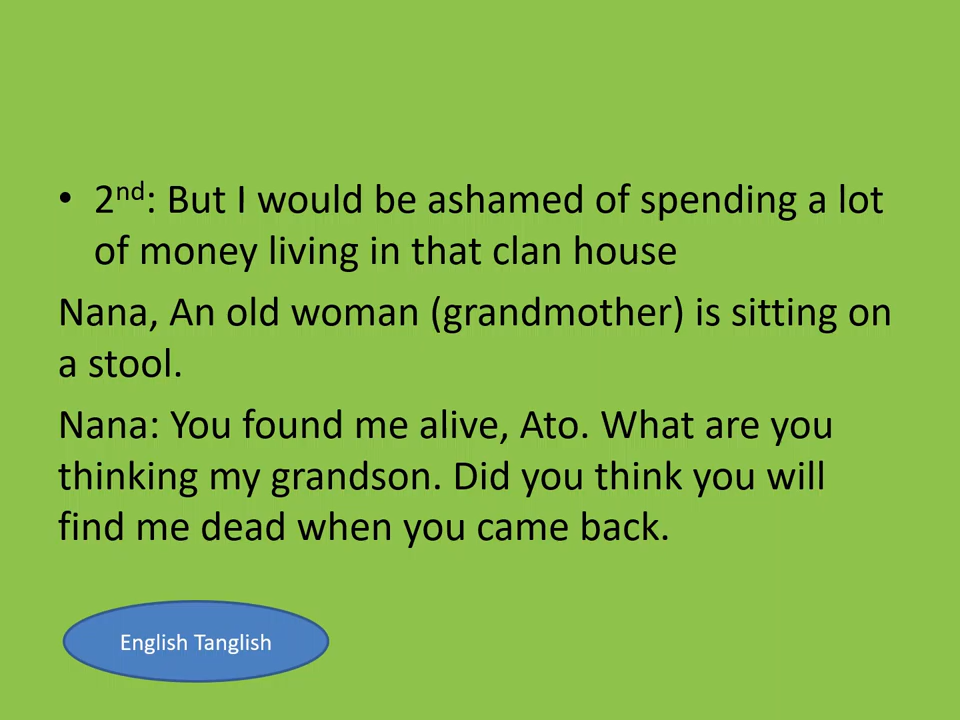 • 2nd: But I would be ashamed of spending a lot
of money living in that clan house
Nana, An old woman (grandmother) is sitting on
a stool.
Nana: You found me alive, Ato. What are you
thinking my grandson. Did you think you will
find me dead when you came back.
English Tanglish